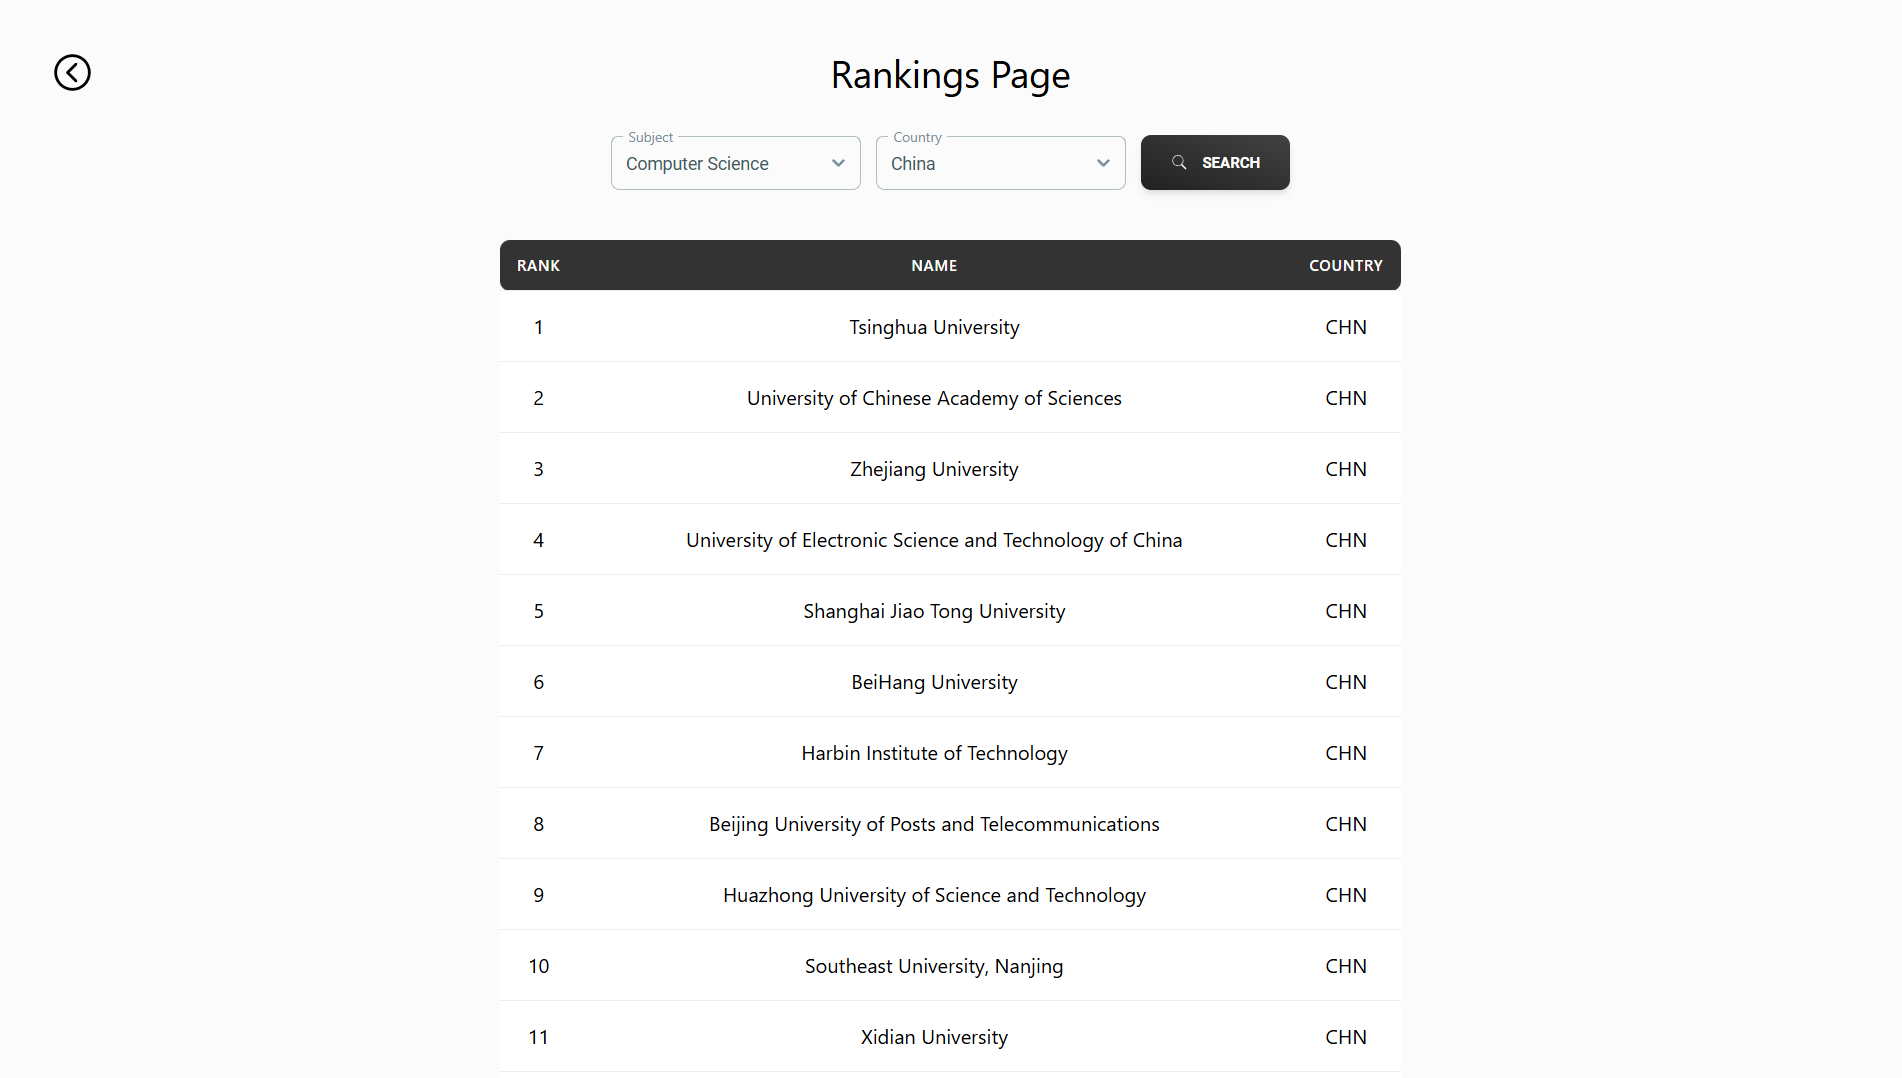 Rankings Page
Subject
Country
Computer Science
China
SEARCH
RANK NAME COUNTRY
1 Tsinghua University CHN
2 University of Chinese Academy of Sciences CHN
3 Zhejiang University CHN
4 University of Electronic Science and Technology of China CHN
5 Shanghai Jiao Tong University CHN
6 BeiHang University CHN
7 Harbin Institute of Technology CHN
8 Beijing University of Posts and Telecommunications CHN
9 Huazhong University of Science and Technology CHN
10 Southeast University, Nanjing CHN
11 Xidian University CHN